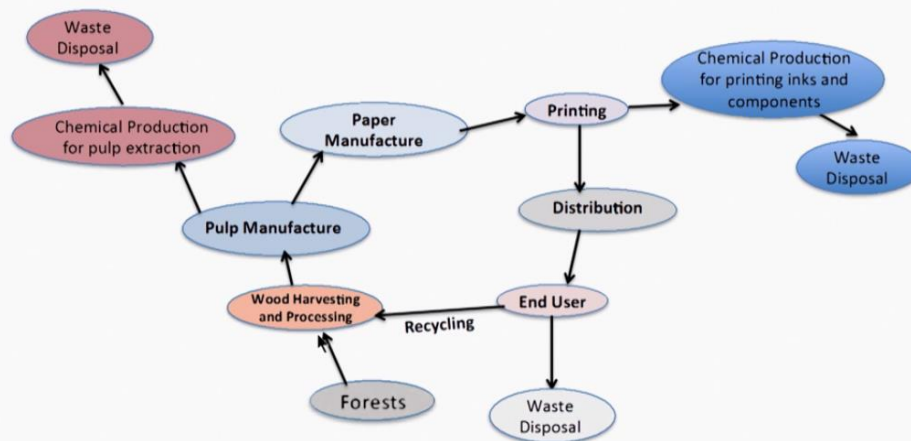 Waste
Disposal
Chemical Production
for pulp extraction
Paper
Manufacture
Printing
Chemical Production
for printing inks and
components
Waste
Disposal
Pulp Manufacture
Distribution
Wood Harvesting
and Processing
End User
Recycling
Forests
Waste
Disposal